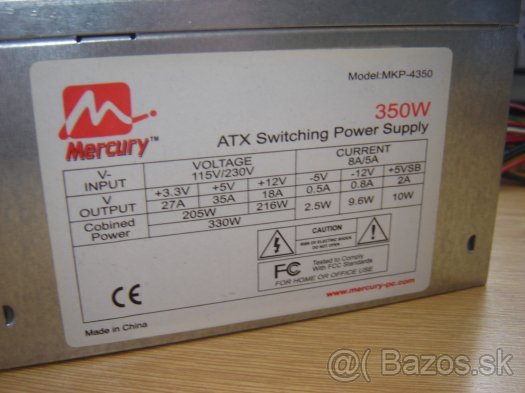 Model:MKP-4350
350W
Mercury™
ATX Switching Power Supply
V-INPUT VOLTAGE 115V/230V CURRENT 8A/5A
V OUTPUT +3.3V +5V +12V -5V -12V +5VSB
27A 35A 18A 0.5A 0.8A 2A
Cobined Power 205W 216W 2.5W 9.6W 10W
330W
CAUTION
RISK OF ELECTRIC SHOCK
DO NOT OPEN
FC Tested to Comply
With FCC Standards
FOR HOME OR OFFICE USE
CE
www.mercury-pc.com
Made in China
@( Bazos.sk